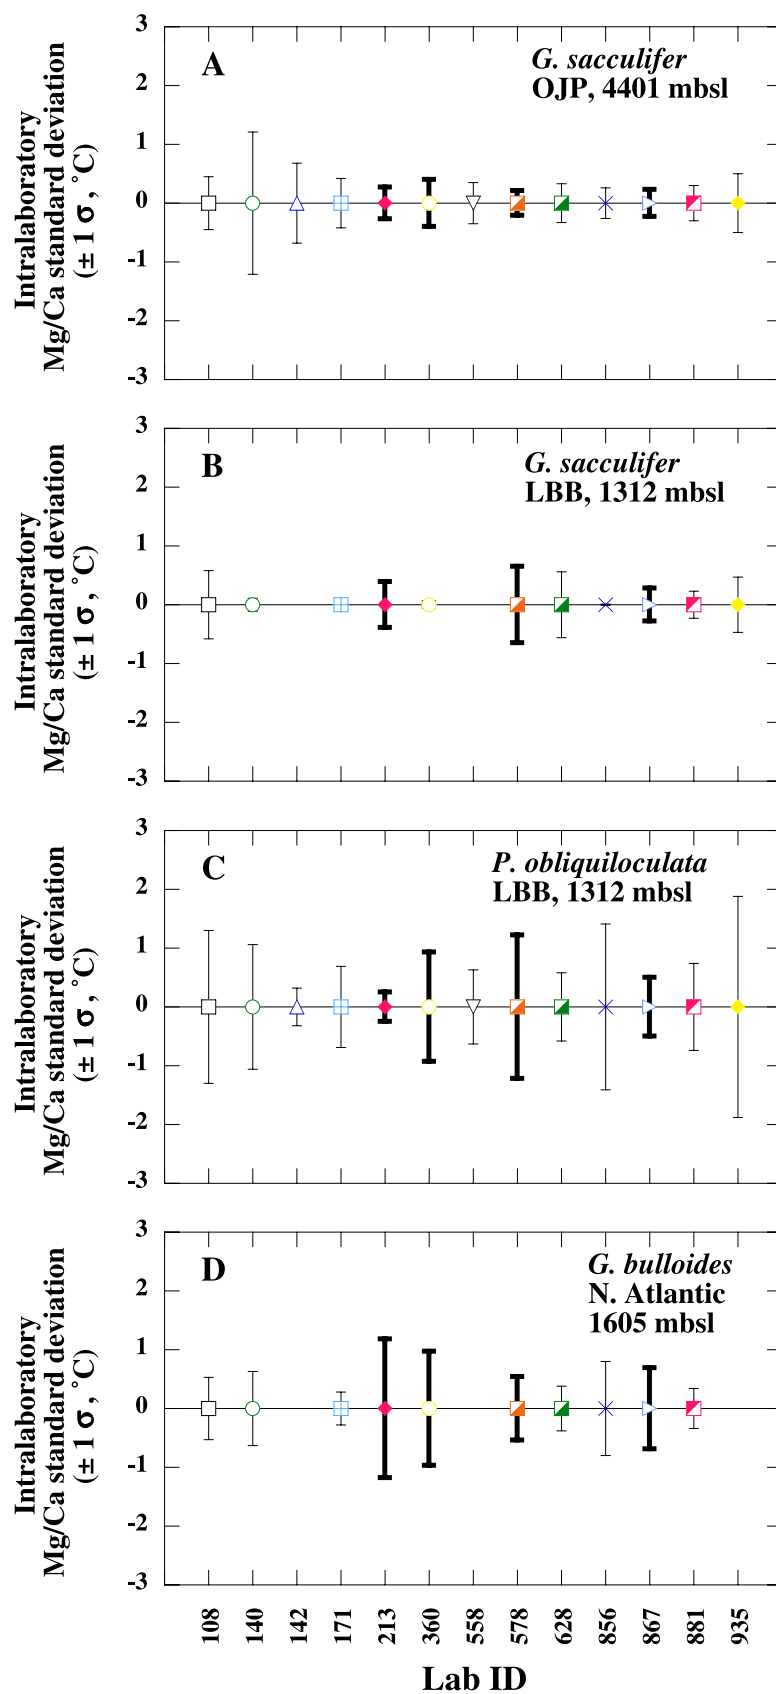 Intralaboratory
Mg/Ca standard deviation
(± 1 σ, °C)
3
2
1
0
-1
-2
-3
A
G. sacculifer
OJP, 4401 mbsl
Intralaboratory
Mg/Ca standard deviation
(± 1 σ, °C)
3
2
1
0
-1
-2
-3
B
G. sacculifer
LBB, 1312 mbsl
Intralaboratory
Mg/Ca standard deviation
(± 1 σ, °C)
3
2
1
0
-1
-2
-3
C
P. obliquiloculata
LBB, 1312 mbsl
Intralaboratory
Mg/Ca standard deviation
(± 1 σ, °C)
3
2
1
0
-1
-2
-3
D
G. bulloides
N. Atlantic
1605 mbsl
108
140
142
171
213
360
558
578
628
856
867
881
935
Lab ID